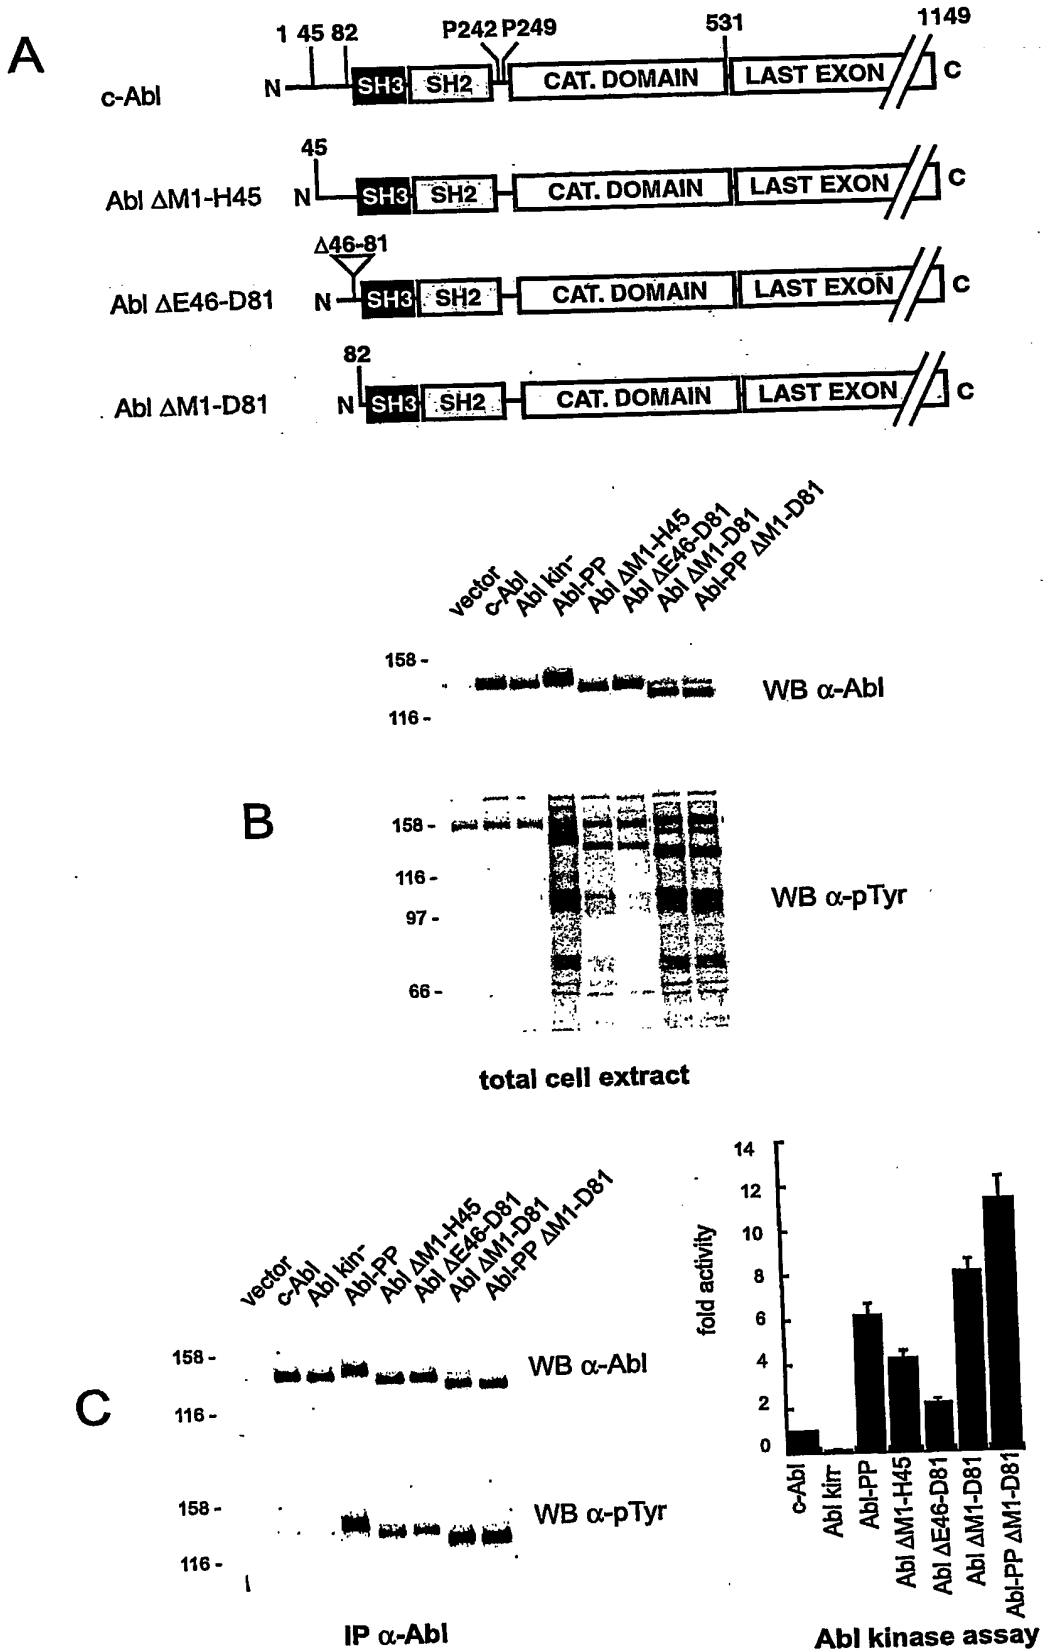 A
1 45 82 P242 P249 531 1149
c-Abl N SH3 SH2 CAT. DOMAIN LAST EXON C
45
Abl ΔM1-H45 N SH3 SH2 CAT. DOMAIN LAST EXON C
Δ46-81
Abl ΔE46-D81 N SH3 SH2 CAT. DOMAIN LAST EXON C
82
Abl ΔM1-D81 N SH3 SH2 CAT. DOMAIN LAST EXON C
vector
c-Abl
Abl kin-
Abl-PP
Abl ΔM1-H45
Abl ΔE46-D81
Abl ΔM1-D81
Abl-PP ΔM1-D81
158 -
WB α-Abl
116 -
B
158 -
116 -
WB α-pTyr
97 -
66 -
total cell extract
C
vector
c-Abl
Abl kin-
Abl-PP
Abl ΔM1-H45
Abl ΔE46-D81
Abl ΔM1-D81
Abl-PP ΔM1-D81
158 -
WB α-Abl
116 -
158 -
WB α-pTyr
116 -
IP α-Abl
fold activity
14
12
10
8
6
4
2
0
c-Abl
Abl kin-
Abl-PP
Abl ΔM1-H45
Abl ΔE46-D81
Abl ΔM1-D81
Abl-PP ΔM1-D81
Abl kinase assay